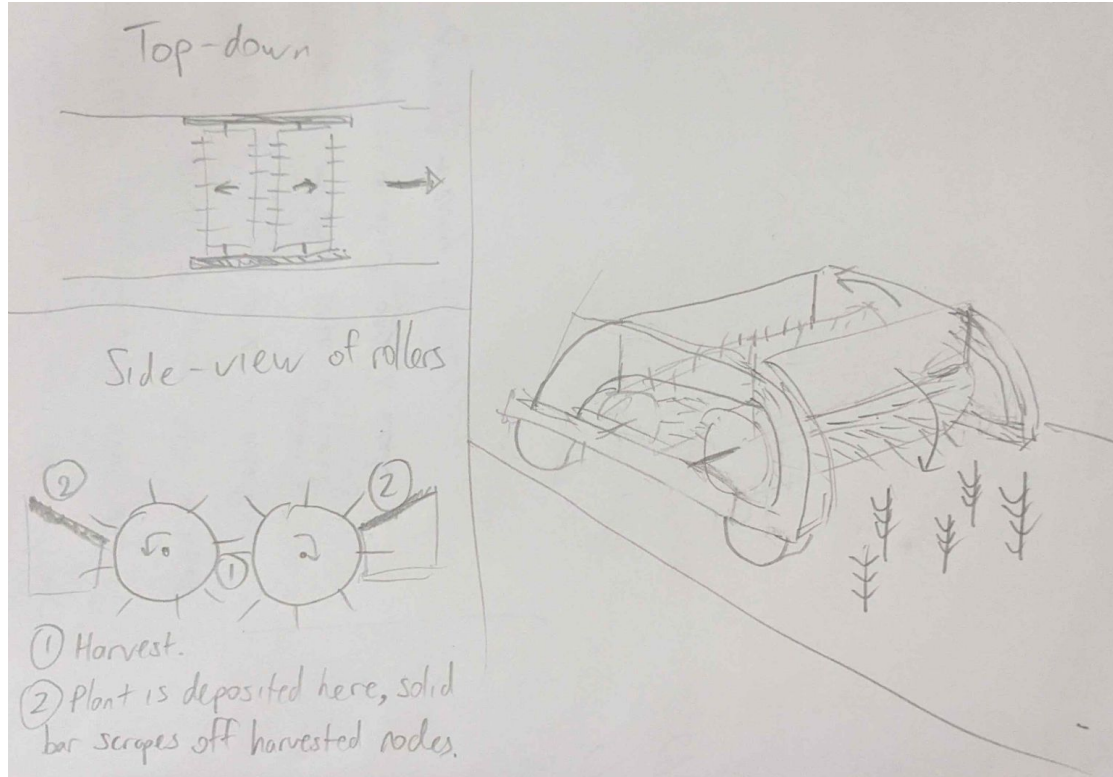 Top-down
Side-view of rollers
2
2
1
1 Harvest.
2 Plant is deposited here, solid
bar scrapes off harvested nodes.